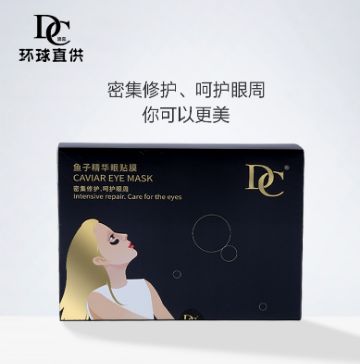 DC
环球直供
密集修护、呵护眼周
你可以更美
鱼子精华眼贴膜
CAVIAR EYE MASK
密集修护,呵护眼周
Intensive repair, Care for the eyes
DC®
DC